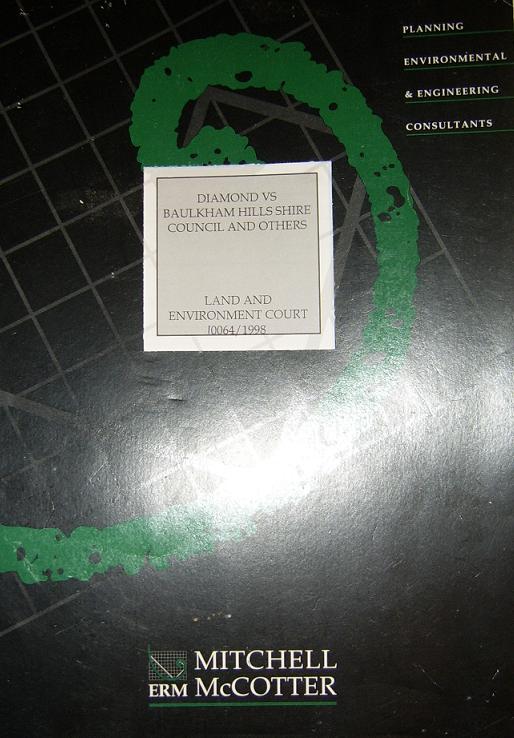 PLANNING
ENVIRONMENTAL
& ENGINEERING
CONSULTANTS
DIAMOND VS
BAULKHAM HILLS SHIRE
COUNCIL AND OTHERS
LAND AND
ENVIRONMENT COURT
10064/1998
MITCHELL
ERM McCOTTER